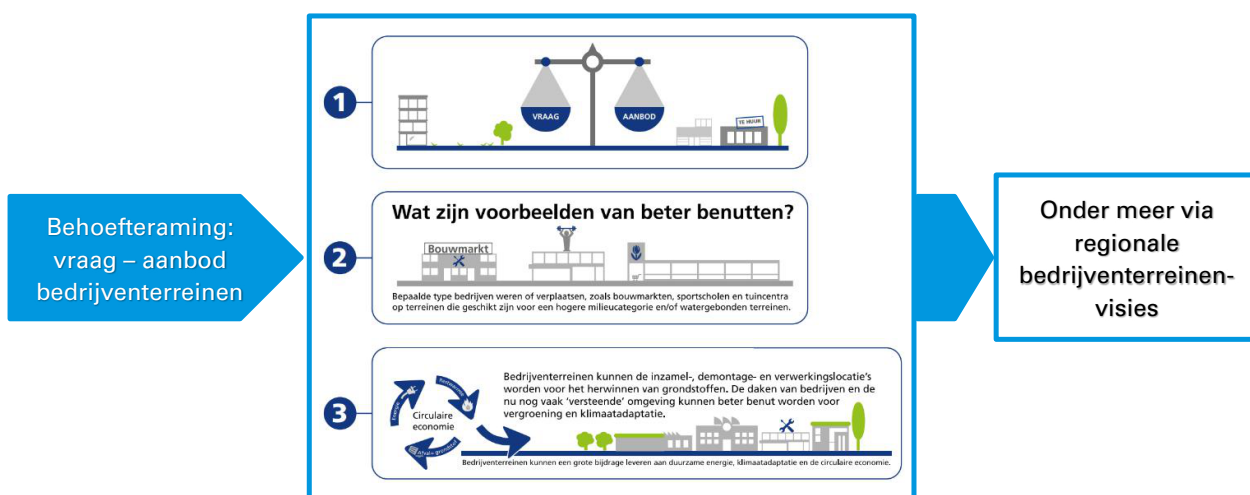 Behoefteraming:
vraag – aanbod
bedrijventerreinen
1
VRAAG
AANBOD
TE HUUR
2
Wat zijn voorbeelden van beter benutten?
Bouwmarkt
Bepaalde type bedrijven weren of verplaatsen, zoals bouwmarkten, sportscholen en tuincentra
op terreinen die geschikt zijn voor een hogere milieucategorie en/of watergebonden terreinen.
3
Energie
Circulaire
economie
Bedrijventerreinen kunnen de inzamel-, demontage- en verwerkingslocatie's
worden voor het herwinnen van grondstoffen. De daken van bedrijven en de
nu nog vaak ‘versteende’ omgeving kunnen beter benut worden voor
vergroening en klimaatadaptatie.
Bedrijventerreinen kunnen een grote bijdrage leveren aan duurzame energie, klimaatadaptatie en de circulaire economie.
Onder meer via
regionale
bedrijventerreinen-
visies